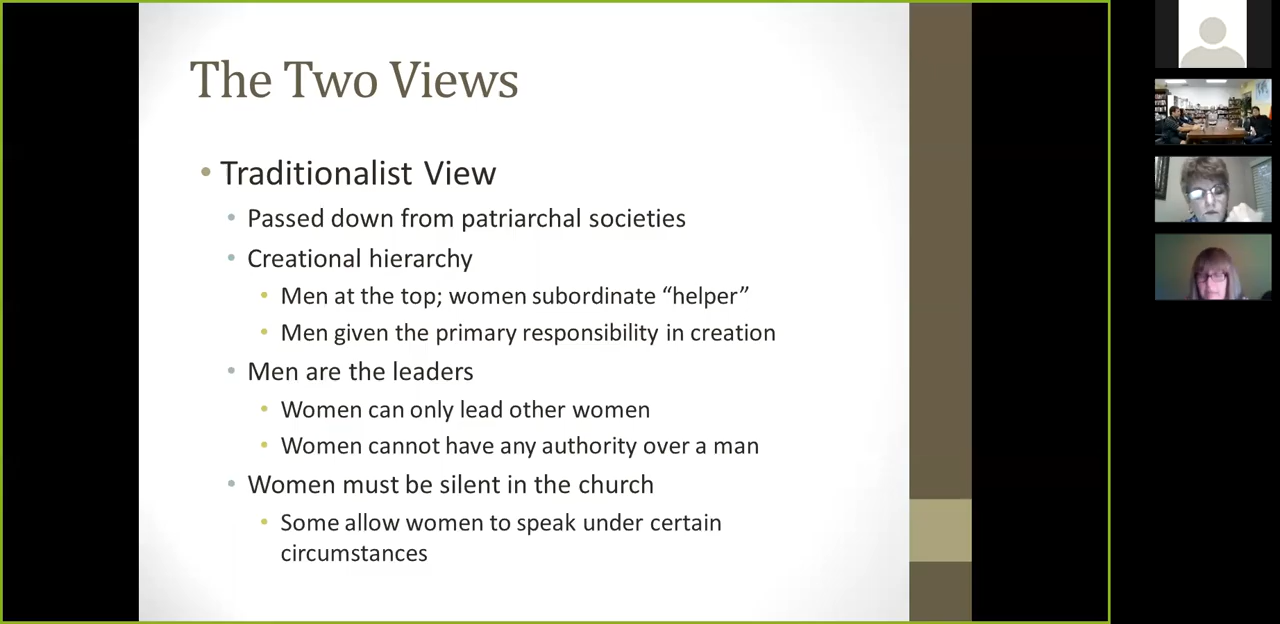 The Two Views
• Traditionalist View
• Passed down from patriarchal societies
• Creational hierarchy
• Men at the top; women subordinate “helper”
• Men given the primary responsibility in creation
• Men are the leaders
• Women can only lead other women
• Women cannot have any authority over a man
• Women must be silent in the church
• Some allow women to speak under certain
circumstances